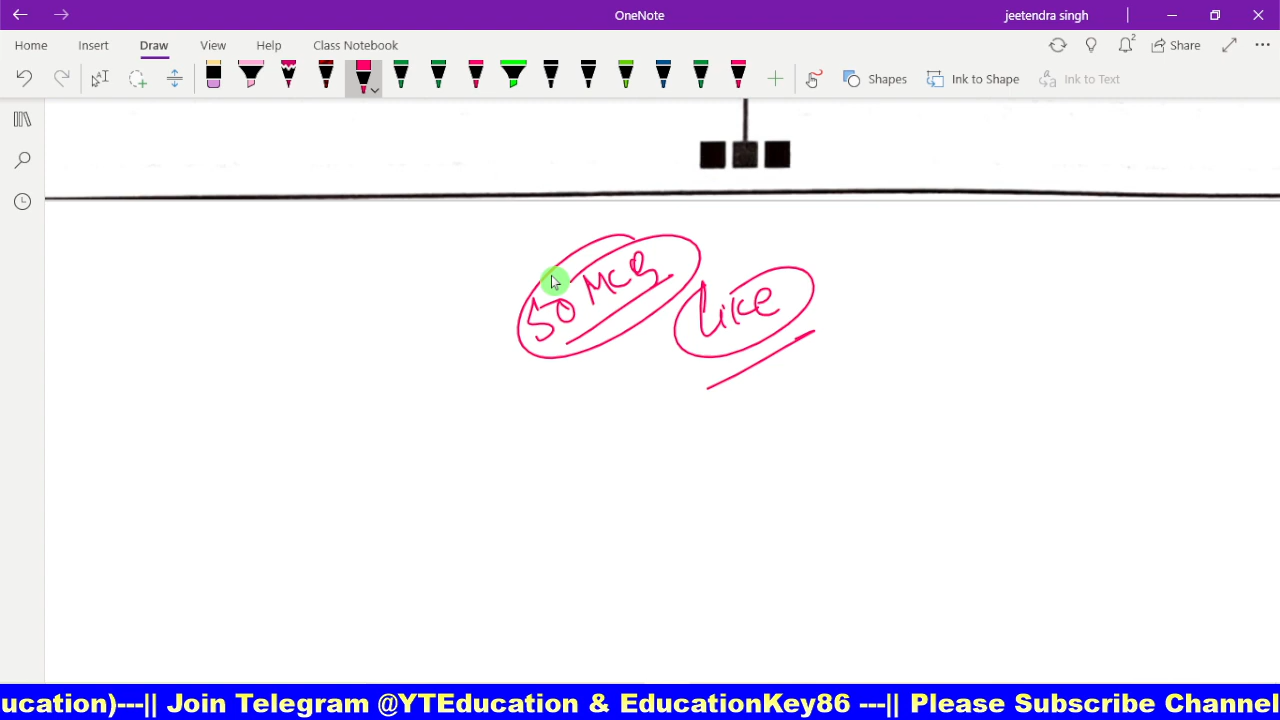 OneNote
jeetendra singh
Home Insert Draw View Help Class Notebook
Share
Shapes Ink to Shape Ink to Text
50 MCQ
Like
ucation)---|| Join Telegram @YTEducation & EducationKey86 ---|| Please Subscribe Channel